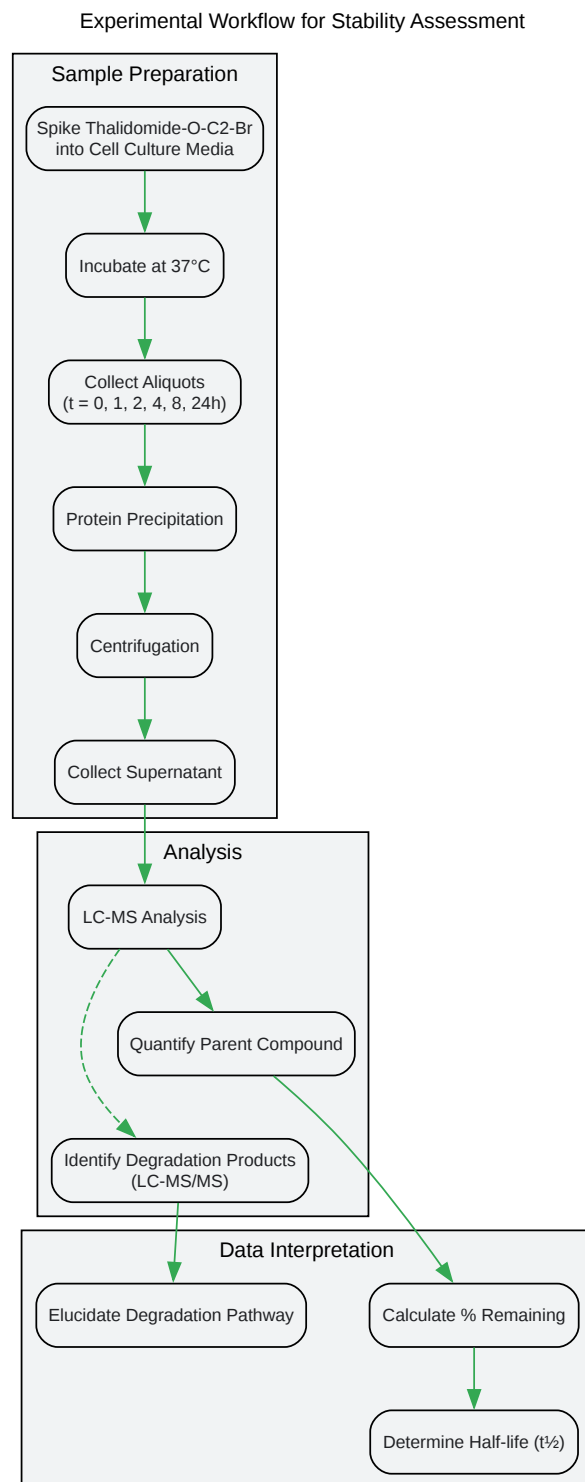 Experimental Workflow for Stability Assessment
Sample Preparation
Spike Thalidomide-O-C2-Br
into Cell Culture Media
Incubate at 37°C
Collect Aliquots
(t = 0, 1, 2, 4, 8, 24h)
Protein Precipitation
Centrifugation
Collect Supernatant
Analysis
LC-MS Analysis
Quantify Parent Compound
Identify Degradation Products
(LC-MS/MS)
Data Interpretation
Elucidate Degradation Pathway
Calculate % Remaining
Determine Half-life (t½)